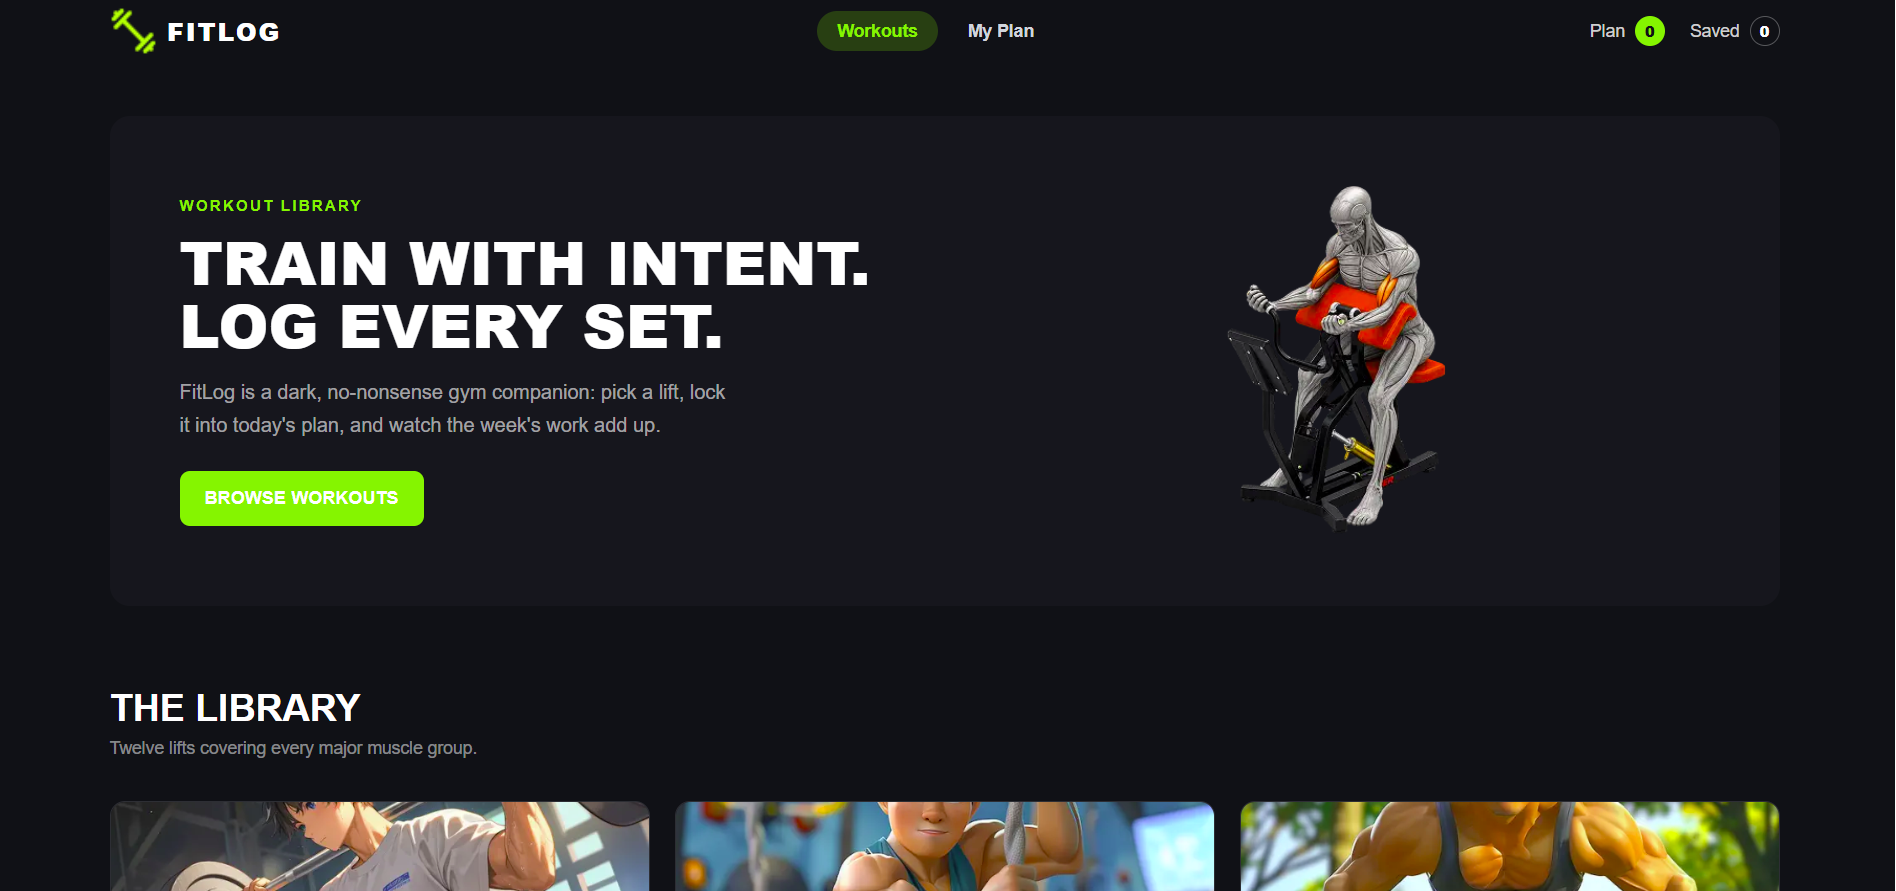 FITLOG
Workouts
My Plan
Plan 0
Saved 0
WORKOUT LIBRARY
TRAIN WITH INTENT.
LOG EVERY SET.
FitLog is a dark, no-nonsense gym companion: pick a lift, lock
it into today's plan, and watch the week's work add up.
BROWSE WORKOUTS
THE LIBRARY
Twelve lifts covering every major muscle group.